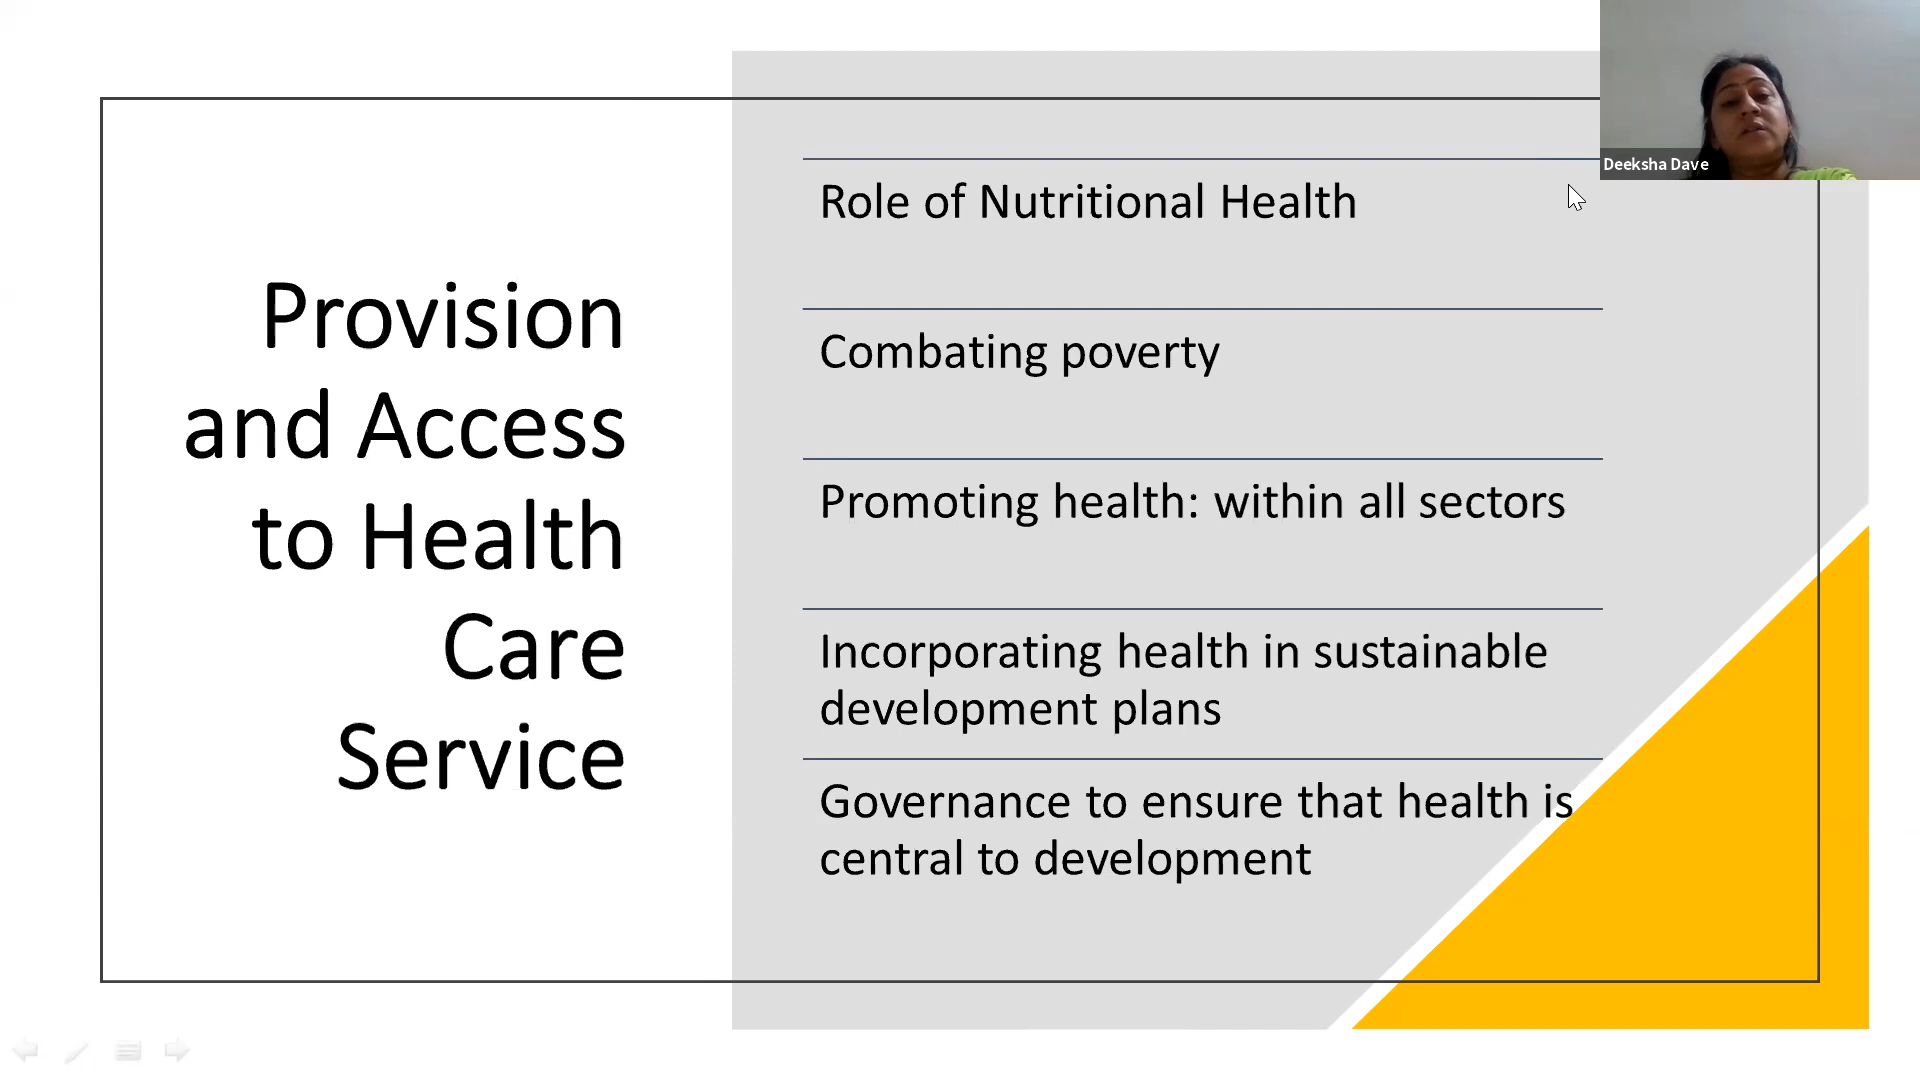 Provision
and Access
to Health
Care
Service
Role of Nutritional Health
Combating poverty
Promoting health: within all sectors
Incorporating health in sustainable
development plans
Governance to ensure that health is
central to development
Deeksha Dave